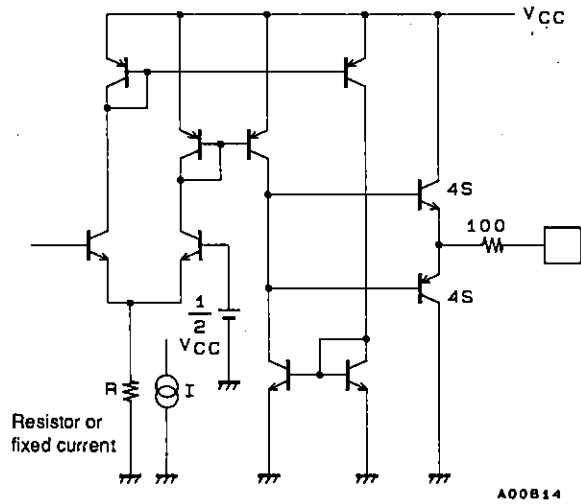 VCC
4S
100
4S
1
2
VCC
R
I
Resistor or
fixed current
A00814